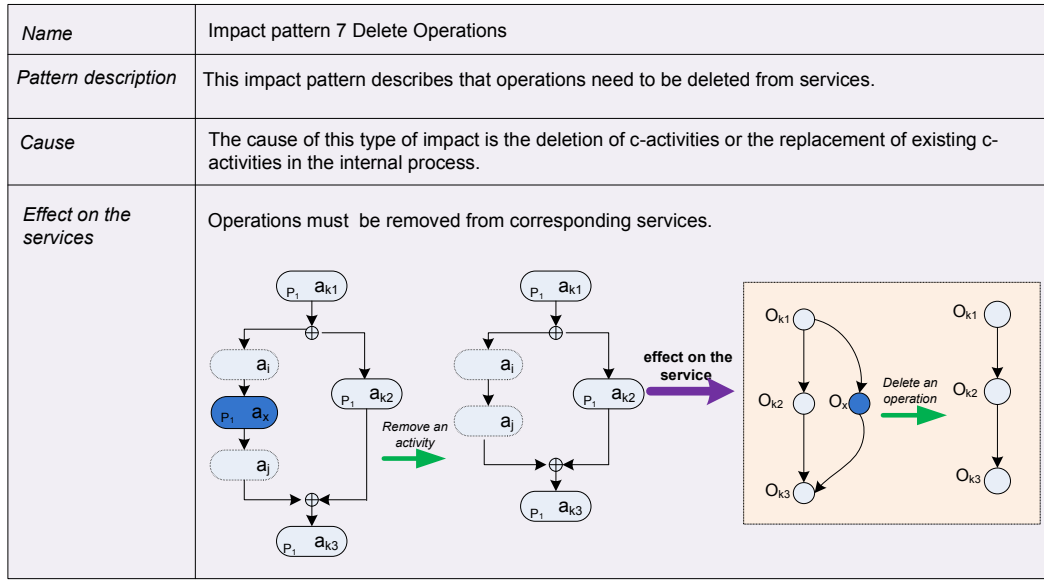 Name
Impact pattern 7 Delete Operations
Pattern description
This impact pattern describes that operations need to be deleted from services.
Cause
The cause of this type of impact is the deletion of c-activities or the replacement of existing c-
activities in the internal process.
Effect on the
services
Operations must be removed from corresponding services.
P1 ak1
ai
P1 ax
aj
P1 ak2
P1 ak3
Remove an
activity
P1 ak1
ai
aj
P1 ak2
P1 ak3
effect on the
service
Ok1
Ok2
Ox
Ok3
Delete an
operation
Ok1
Ok2
Ok3